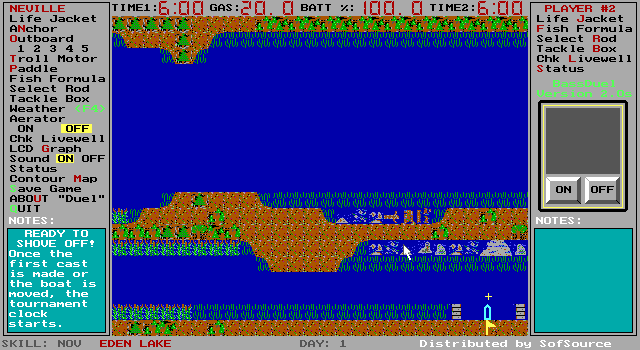 NEVILLE
Life Jacket
ANchor
Outboard
1 2 3 4 5
Troll Motor
Paddle
Fish Formula
Select Rod
Tackle Box
Weather (F4)
Aerator
ON OFF
Chk Livewell
LCD Graph
Sound ON OFF
Status
Contour Map
Save Game
ABOUT "Duel"
QUIT
NOTES:
READY TO
SHOVE OFF!
Once the
first cast
is made or
the boat is
moved, the
tournament
clock
starts.
TIME1: 6:00 GAS: 20.0 BATT %: 100.0 TIME2: 6:00
PLAYER #2
Life Jacket
Fish Formula
Select Rod
Tackle Box
Chk Livewell
Status
BassDuel
Version 3.0s
ON OFF
NOTES:
SKILL: NOV EDEN LAKE DAY: 1 Distributed by SofSource